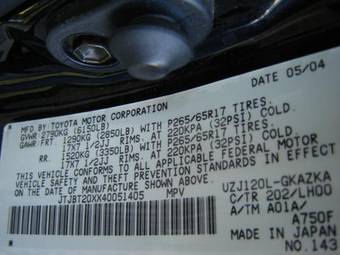 DATE 05/04
MFD BY: TOYOTA MOTOR CORPORATION
GVWR: 2790KG (6150LB)
GAWR: FRT. 1290KG (2850LB) WITH P265/65R17 TIRES.
17X7 1/2JJ RIMS. AT 220KPA (32PSI) COLD.
RR. 1520KG (3350LB) WITH P265/65R17 TIRES.
17X7 1/2JJ RIMS. AT 220KPA (32PSI) COLD.
THIS VEHICLE CONFORMS TO ALL APPLICABLE FEDERAL MOTOR
VEHICLE SAFETY AND THEFT PREVENTION STANDARDS IN EFFECT
ON THE DATE OF MANUFACTURE SHOWN ABOVE.
JTJBT20XX40051405 MPV
UZJ120L-GKAZKA
C/TR 202/LH00
A/TM A01A/
A750F
MADE IN JAPAN
NO.143